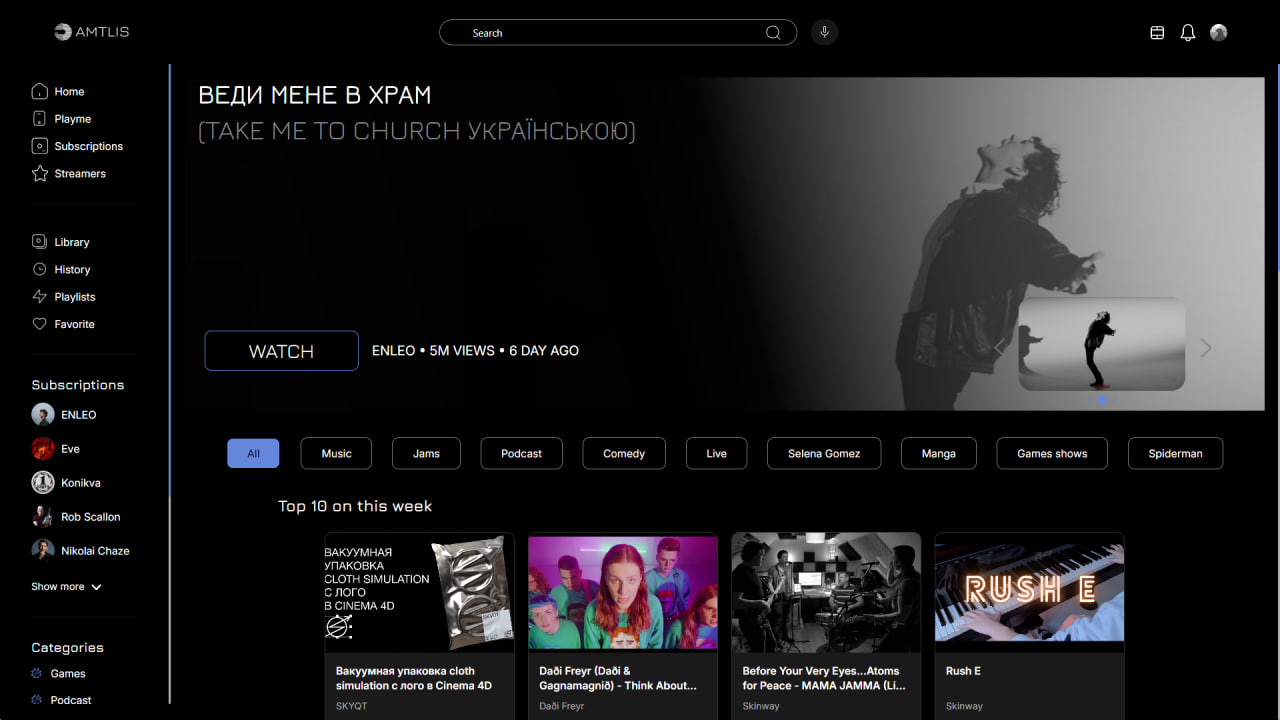 AMTLIS
Search
Home
Playme
Subscriptions
Streamers
Library
History
Playlists
Favorite
Subscriptions
ENLEO
Eve
Konikva
Rob Scallon
Nikolai Chaze
Show more
Categories
Games
Podcast
ВЕДИ МЕНЕ В ХРАМ
(TAKE ME TO CHURCH УКРАЇНСЬКОЮ)
WATCH
ENLEO • 5M VIEWS • 6 DAY AGO
All
Music
Jams
Podcast
Comedy
Live
Selena Gomez
Manga
Games shows
Spiderman
Top 10 on this week
ВАКУУМНАЯ
УПАКОВКА
CLOTH SIMULATION
С ЛОГО
В CINEMA 4D
SKYQT
Вакуумная упаковка cloth
simulation с лого в Cinema 4D
SKYQT
Daði Freyr (Daði &
Gagnamagnið) - Think About...
Daði Freyr
Before Your Very Eyes...Atoms
for Peace - MAMA JAMMA (Li...
Skinway
RUSH E
Rush E
Skinway